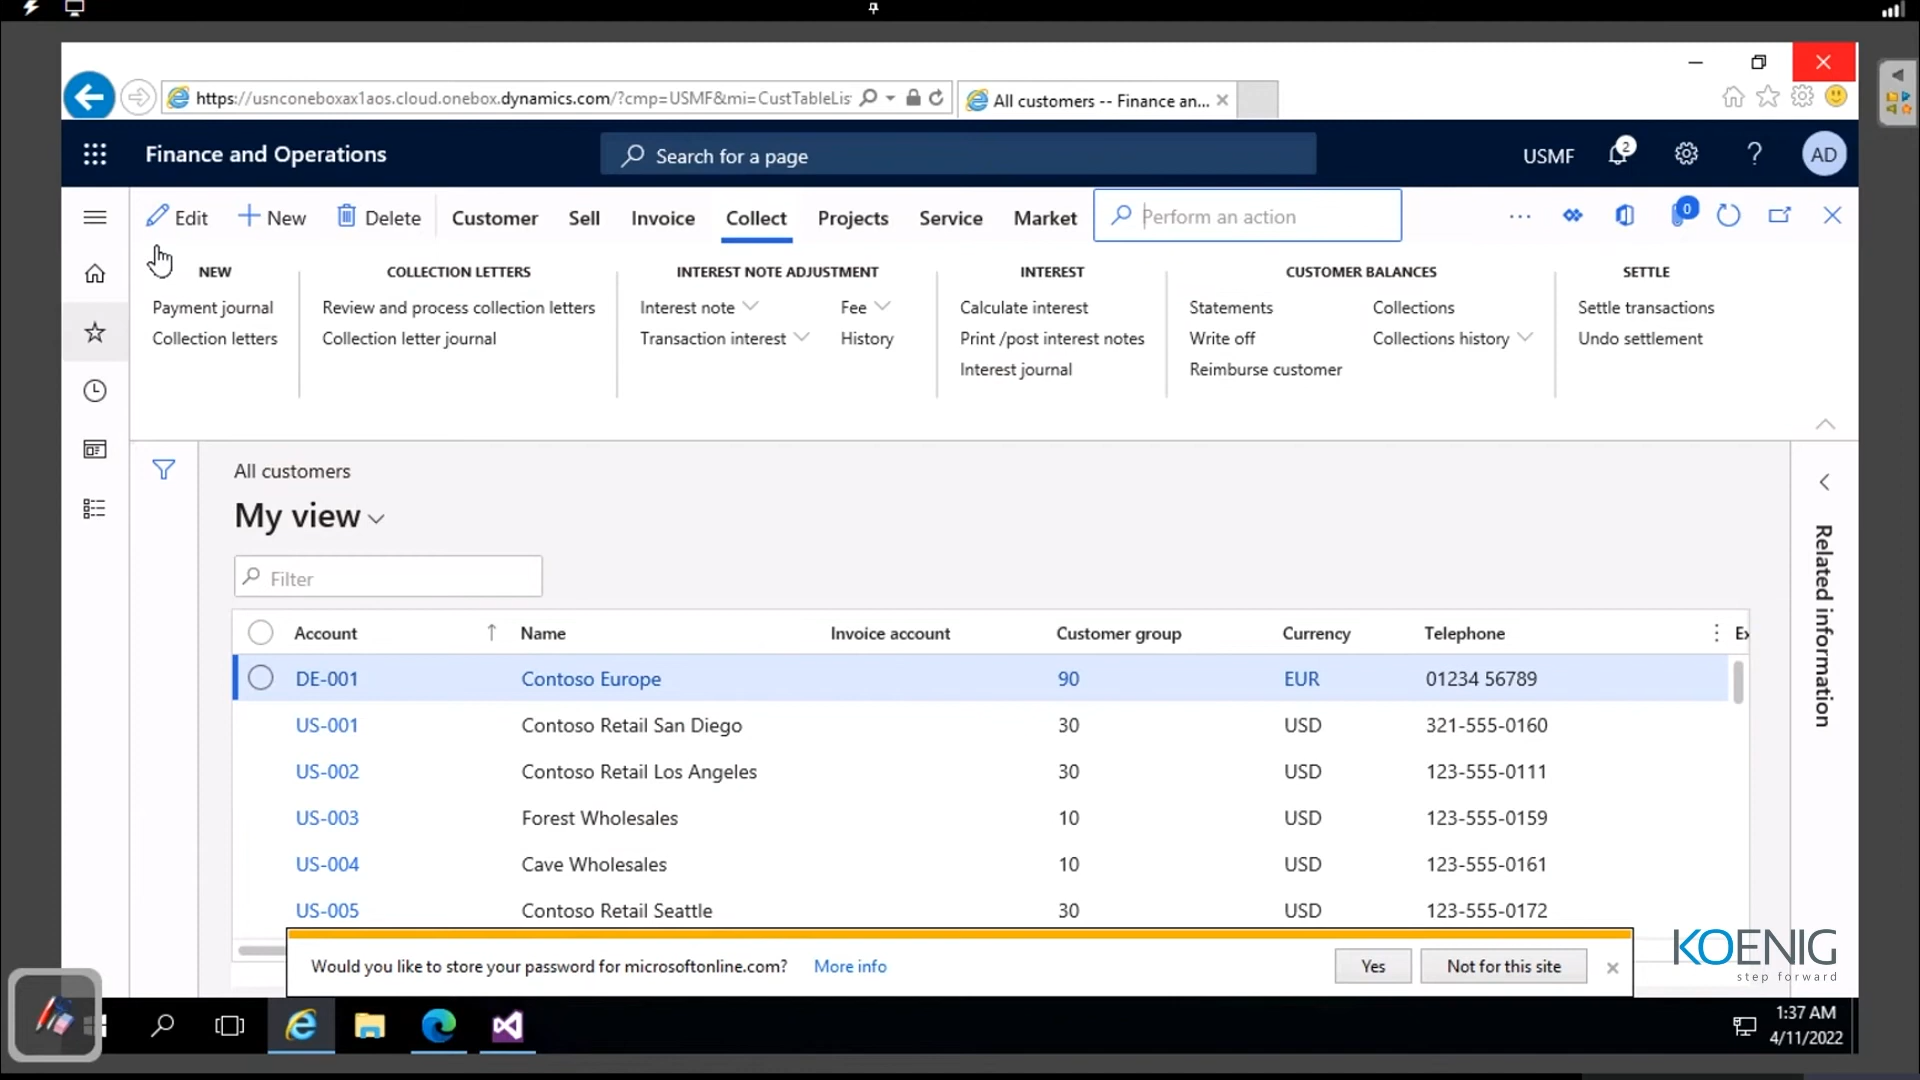 https://usnconeboxax1aos.cloud.onebox.dynamics.com/?cmp=USMF&mi=CustTableLis
All customers -- Finance an...
Finance and Operations
Search for a page
USMF
2
AD
Edit
New
Delete
Customer
Sell
Invoice
Collect
Projects
Service
Market
Perform an action
0
NEW
Payment journal
Collection letters
COLLECTION LETTERS
Review and process collection letters
Collection letter journal
INTEREST NOTE ADJUSTMENT
Interest note
Fee
Transaction interest
History
INTEREST
Calculate interest
Print /post interest notes
Interest journal
CUSTOMER BALANCES
Statements
Collections
Write off
Collections history
Reimburse customer
SETTLE
Settle transactions
Undo settlement
All customers
My view
Filter
Related information
Account Name Invoice account Customer group Currency Telephone Ex
DE-001 Contoso Europe 90 EUR 01234 56789
US-001 Contoso Retail San Diego 30 USD 321-555-0160
US-002 Contoso Retail Los Angeles 30 USD 123-555-0111
US-003 Forest Wholesales 10 USD 123-555-0159
US-004 Cave Wholesales 10 USD 123-555-0161
US-005 Contoso Retail Seattle 30 USD 123-555-0172
Would you like to store your password for microsoftonline.com? More info
Yes
Not for this site
KOENIG
step forward
1:37 AM
4/11/2022